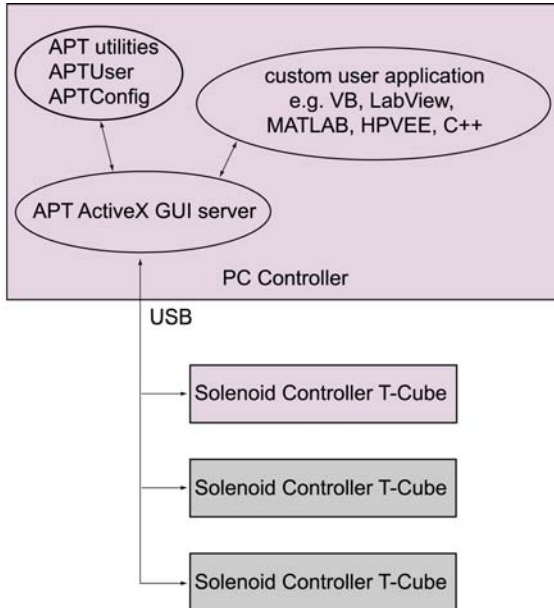 APT utilities
APTUser
APTConfig
custom user application
e.g. VB, LabView,
MATLAB, HPVEE, C++
APT ActiveX GUI server
PC Controller
USB
Solenoid Controller T-Cube
Solenoid Controller T-Cube
Solenoid Controller T-Cube